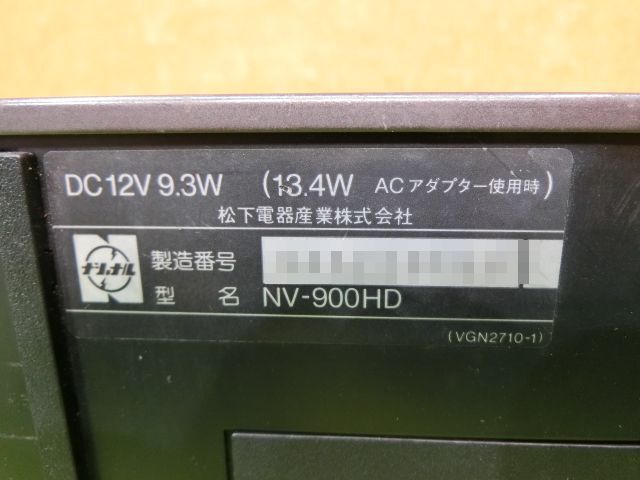 DC 12V 9.3W (13.4W ACアダプター使用時)
松下電器産業株式会社
ナショナル
製造番号
型 名 NV-900HD
(VGN2710-1)